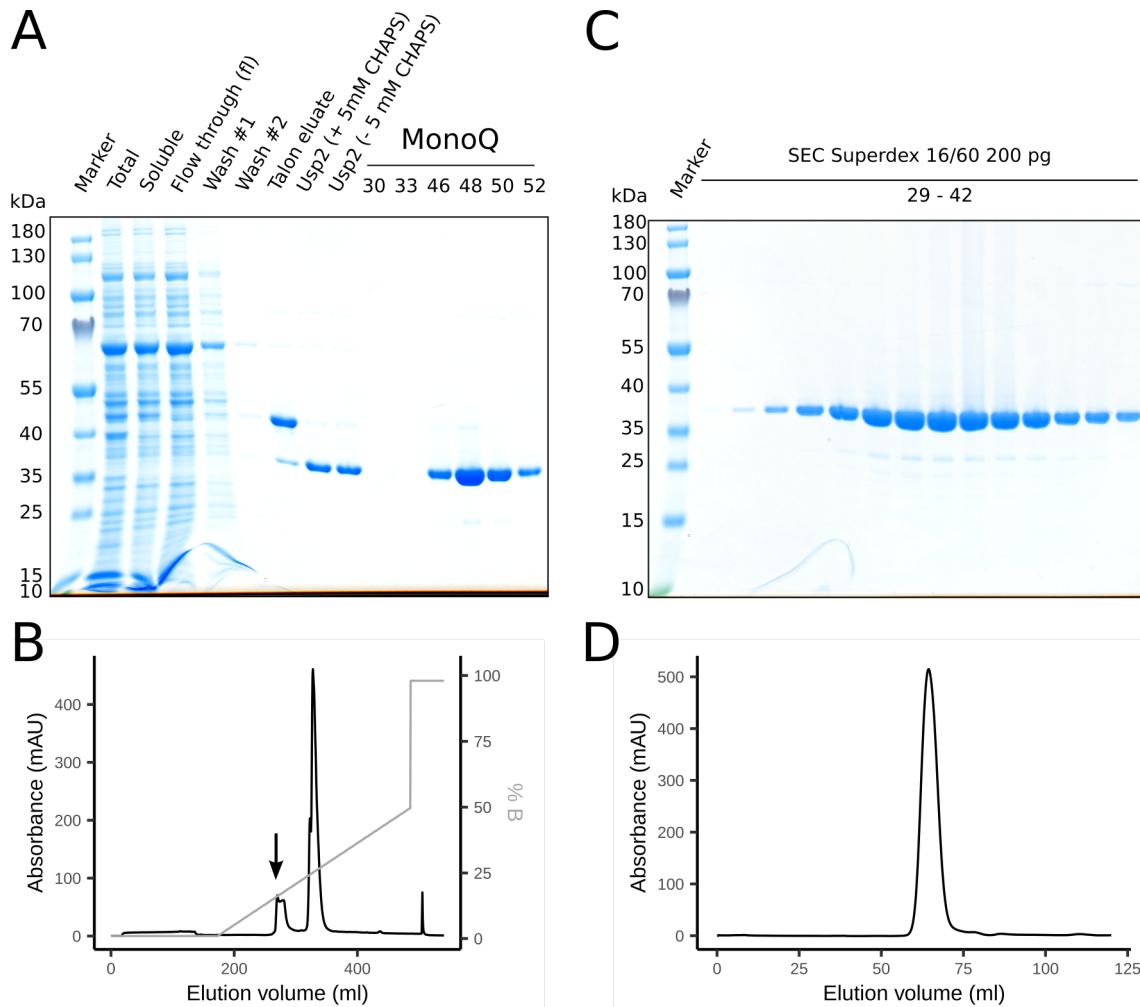 A
Marker
Total
Soluble
Flow through (fl)
Wash #1
Wash #2
Talon eluate
Usp2 (+ 5mM CHAPS)
Usp2 (- 5 mM CHAPS)
MonoQ
30 33 46 48 50 52
kDa
180
130
100
70
55
40
35
25
15
10
C
Marker
SEC Superdex 16/60 200 pg
29 - 42
kDa
180
130
100
70
55
40
35
25
15
10
B
Absorbance (mAU)
400
300
200
100
0
100
75
50
25
0
% B
0 200 400
Elution volume (ml)
D
Absorbance (mAU)
500
400
300
200
100
0
0 25 50 75 100 125
Elution volume (ml)